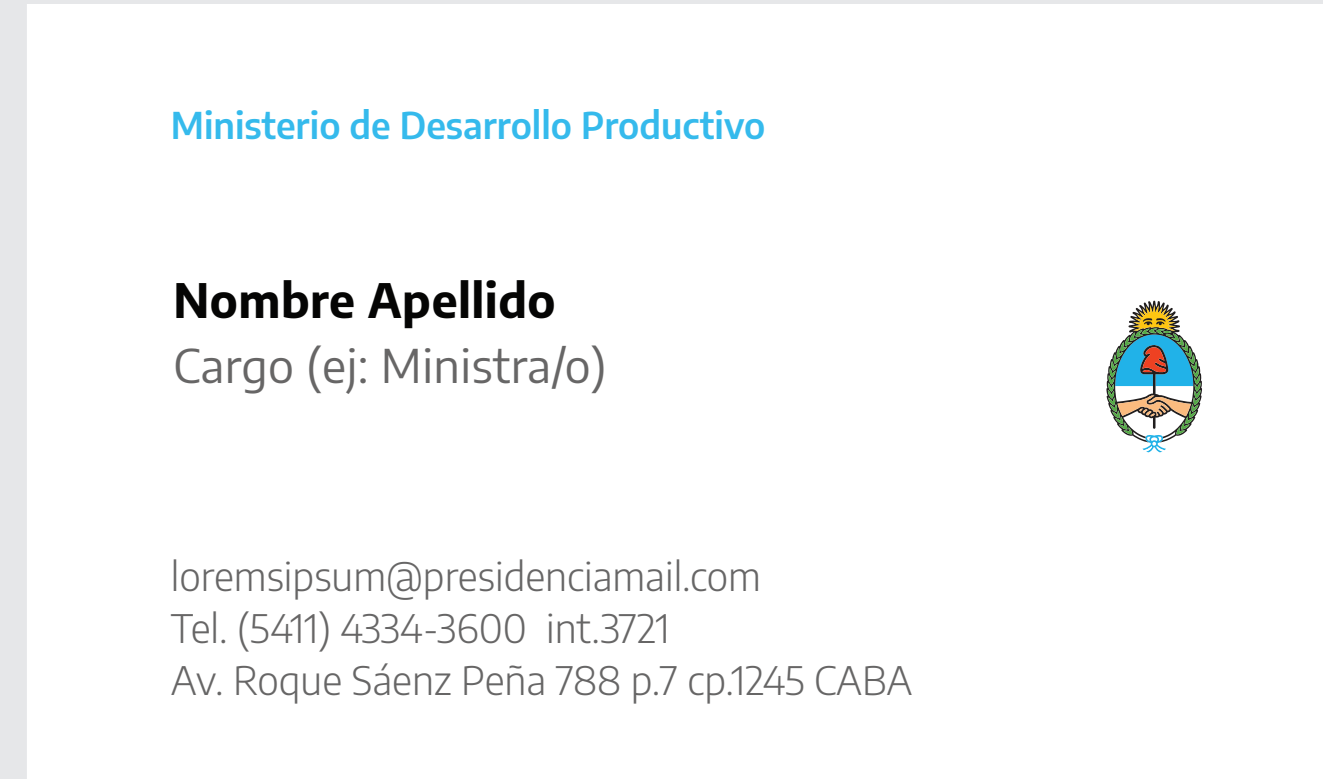 Ministerio de Desarrollo Productivo
Nombre Apellido
Cargo (ej: Ministra/o)
loremsipsum@presidenciamail.com
Tel. (5411) 4334-3600  int.3721
Av. Roque Sáenz Peña 788 p.7 cp.1245 CABA